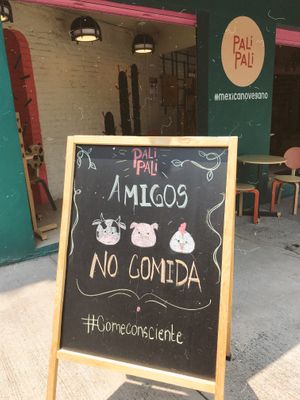 PALI
PALI
#mexicanovegano
PALI
PALI
AMIGOS
NO COMIDA
#Comeconsciente